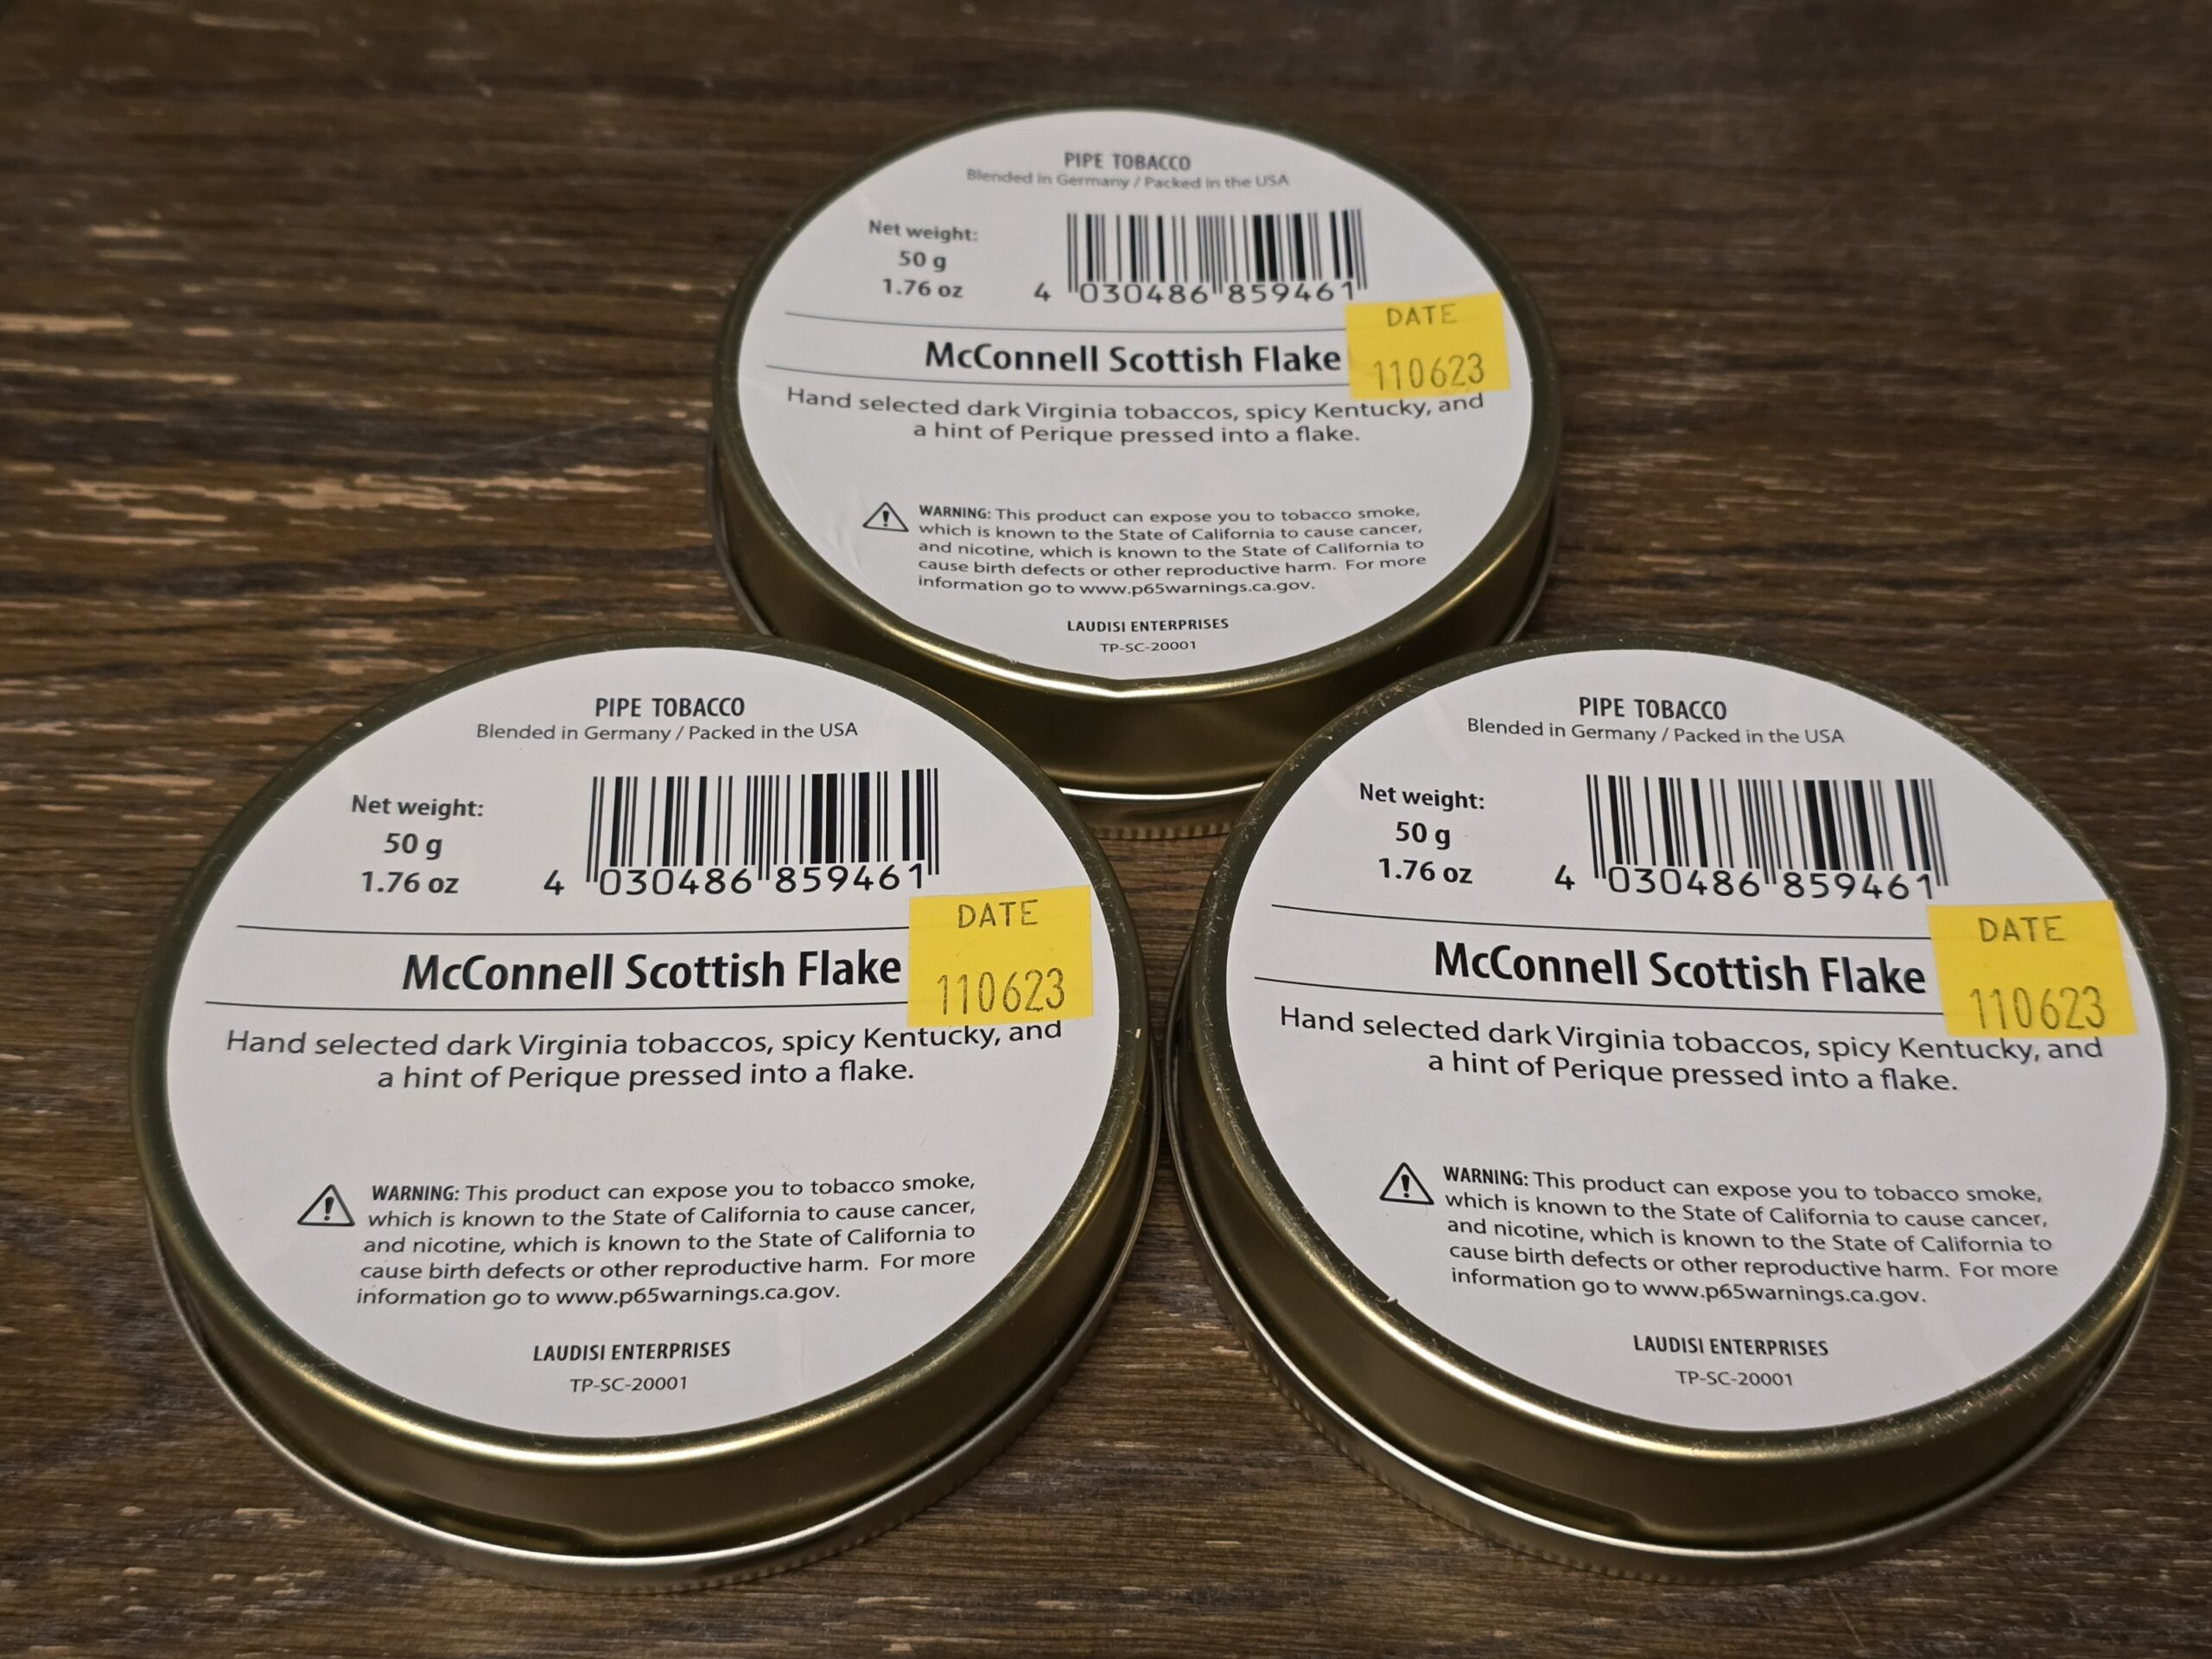 PIPE TOBACCO
Blended in Germany / Packed in the USA
Net weight:
50 g
1.76 oz
4 030486 859461
DATE
110623
McConnell Scottish Flake
Hand selected dark Virginia tobaccos, spicy Kentucky, and
a hint of Perique pressed into a flake.
WARNING: This product can expose you to tobacco smoke,
which is known to the State of California to cause cancer,
and nicotine, which is known to the State of California to
cause birth defects or other reproductive harm. For more
information go to www.p65warnings.ca.gov.
LAUDISI ENTERPRISES
TP-SC-20001
PIPE TOBACCO
Blended in Germany / Packed in the USA
Net weight:
50 g
1.76 oz
4 030486 859461
DATE
110623
McConnell Scottish Flake
Hand selected dark Virginia tobaccos, spicy Kentucky, and
a hint of Perique pressed into a flake.
WARNING: This product can expose you to tobacco smoke,
which is known to the State of California to cause cancer,
and nicotine, which is known to the State of California to
cause birth defects or other reproductive harm. For more
information go to www.p65warnings.ca.gov.
LAUDISI ENTERPRISES
TP-SC-20001
PIPE TOBACCO
Blended in Germany / Packed in the USA
Net weight:
50 g
1.76 oz
4 030486 859461
DATE
110623
McConnell Scottish Flake
Hand selected dark Virginia tobaccos, spicy Kentucky, and
a hint of Perique pressed into a flake.
WARNING: This product can expose you to tobacco smoke,
which is known to the State of California to cause cancer,
and nicotine, which is known to the State of California to
cause birth defects or other reproductive harm. For more
information go to www.p65warnings.ca.gov.
LAUDISI ENTERPRISES
TP-SC-20001